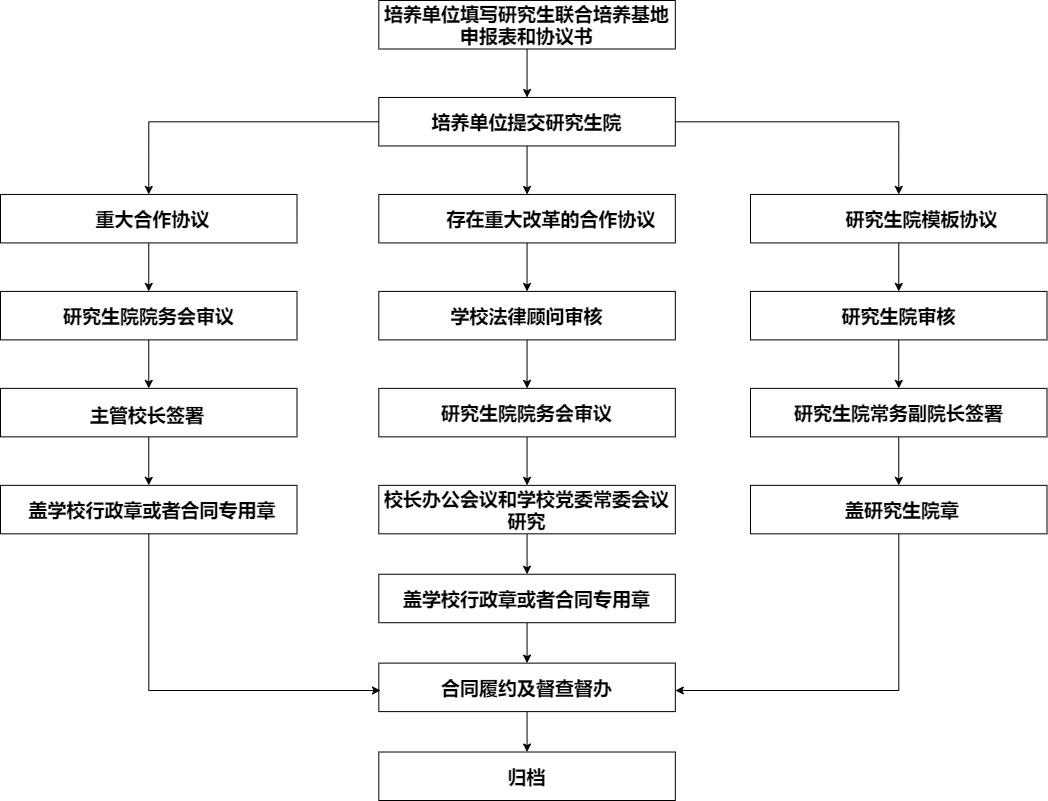 培养单位填写研究生联合培养基地
申报表和协议书
培养单位提交研究生院
重大合作协议
存在重大改革的合作协议
研究生院模板协议
研究生院院务会审议
学校法律顾问审核
研究生院审核
主管校长签署
研究生院院务会审议
研究生院常务副院长签署
盖学校行政章或者合同专用章
校长办公会议和学校党委常委会议
研究
盖研究生院章
盖学校行政章或者合同专用章
合同履约及督查督办
归档